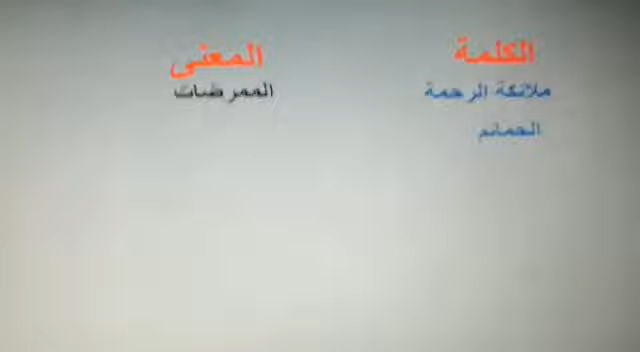 الكلمة المعنى
ملائكة الرحمة الممرضات
الحمائم